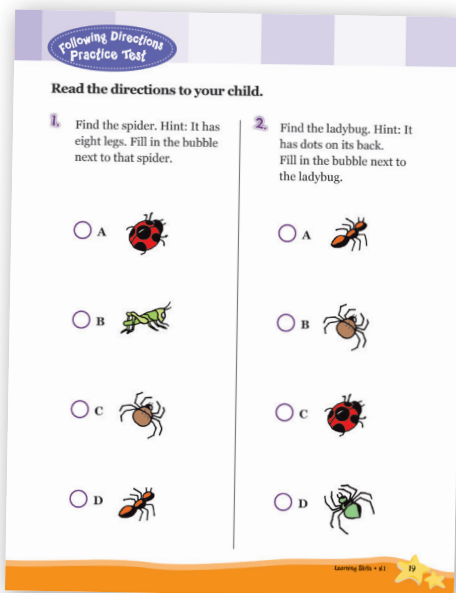 Following Directions
Practice Test
Read the directions to your child.
1. Find the spider. Hint: It has
eight legs. Fill in the bubble
next to that spider.
A
B
C
D
2. Find the ladybug. Hint: It
has dots on its back.
Fill in the bubble next to
the ladybug.
A
B
C
D
Learning Skills • K1 19